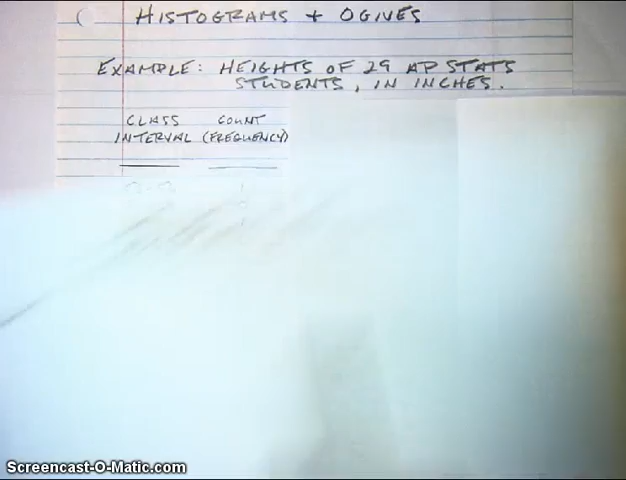 HISTOGRAMS + OGIVES
EXAMPLE: HEIGHTS OF 29 AP STATS
STUDENTS, IN INCHES.
CLASS COUNT
INTERVAL (FREQUENCY)
Screencast-O-Matic.com